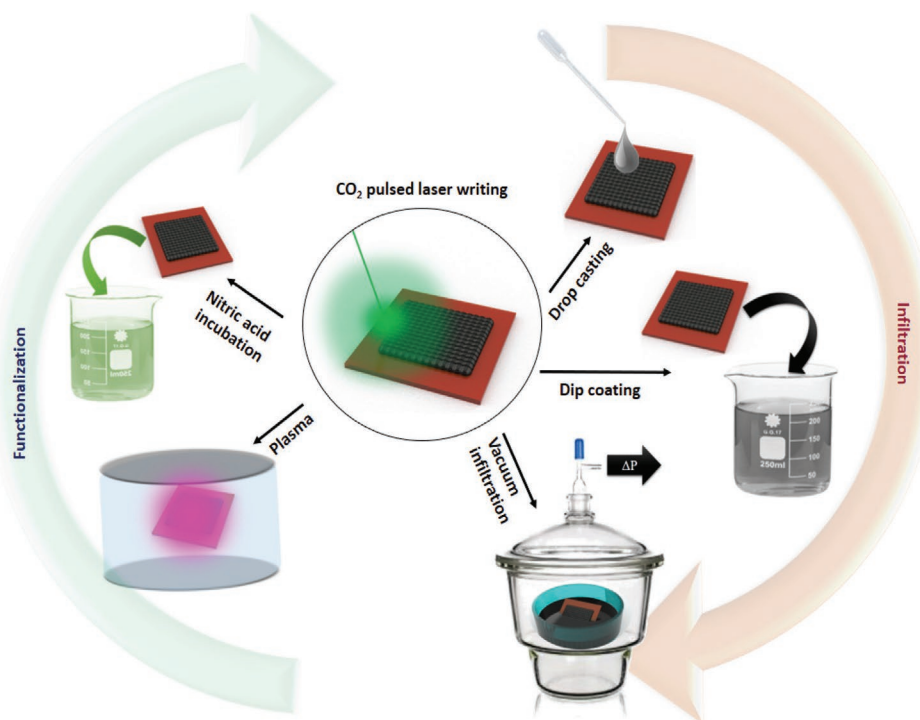 CO₂ pulsed laser writing
Functionalization
Nitric acid
incubation
Plasma
Drop casting
Dip coating
Vacuum
infiltration
ΔP
Infiltration
250ml
200
150
100
50
250ml